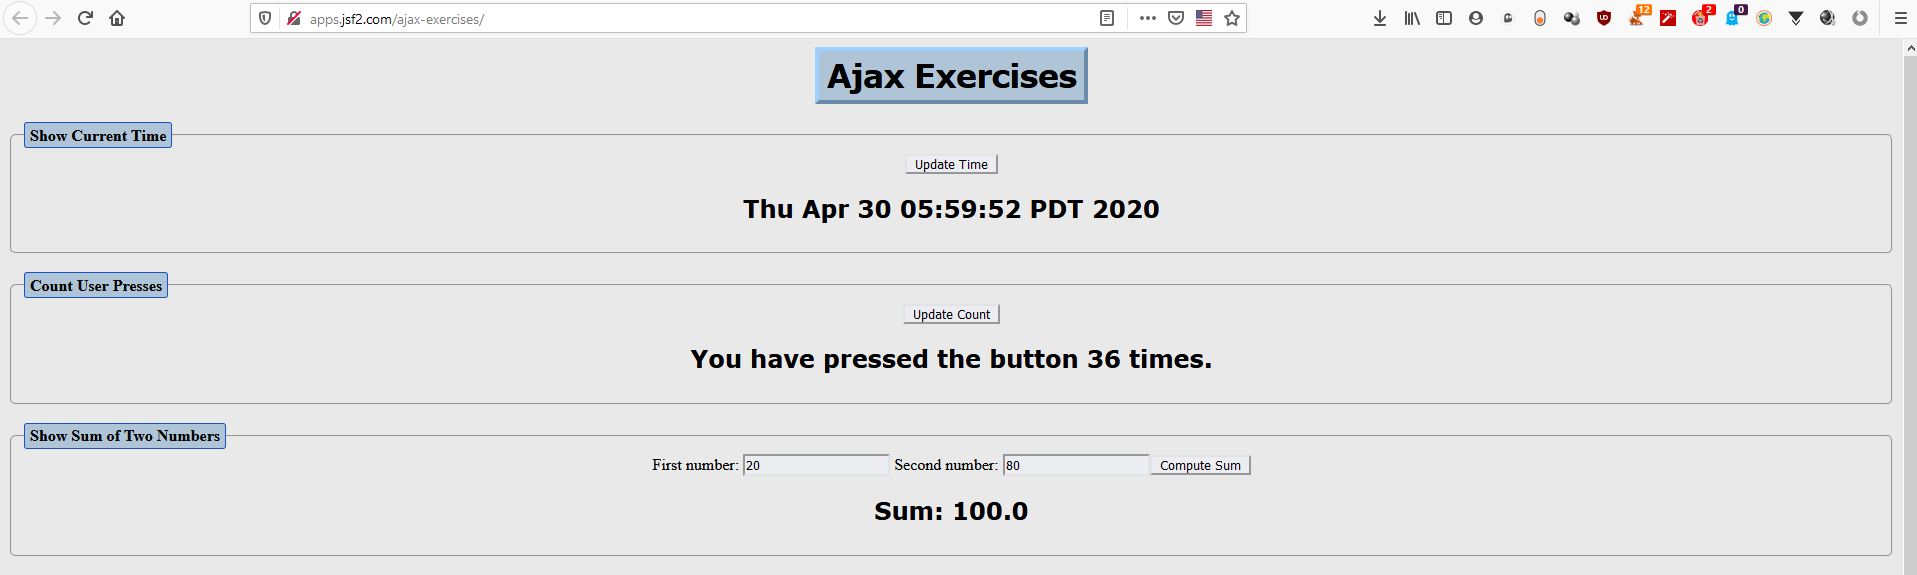 apps.jsf2.com/ajax-exercises/
12
2
0
UD
Ajax Exercises
Show Current Time
Update Time
Thu Apr 30 05:59:52 PDT 2020
Count User Presses
Update Count
You have pressed the button 36 times.
Show Sum of Two Numbers
First number: 20 Second number: 80 Compute Sum
Sum: 100.0